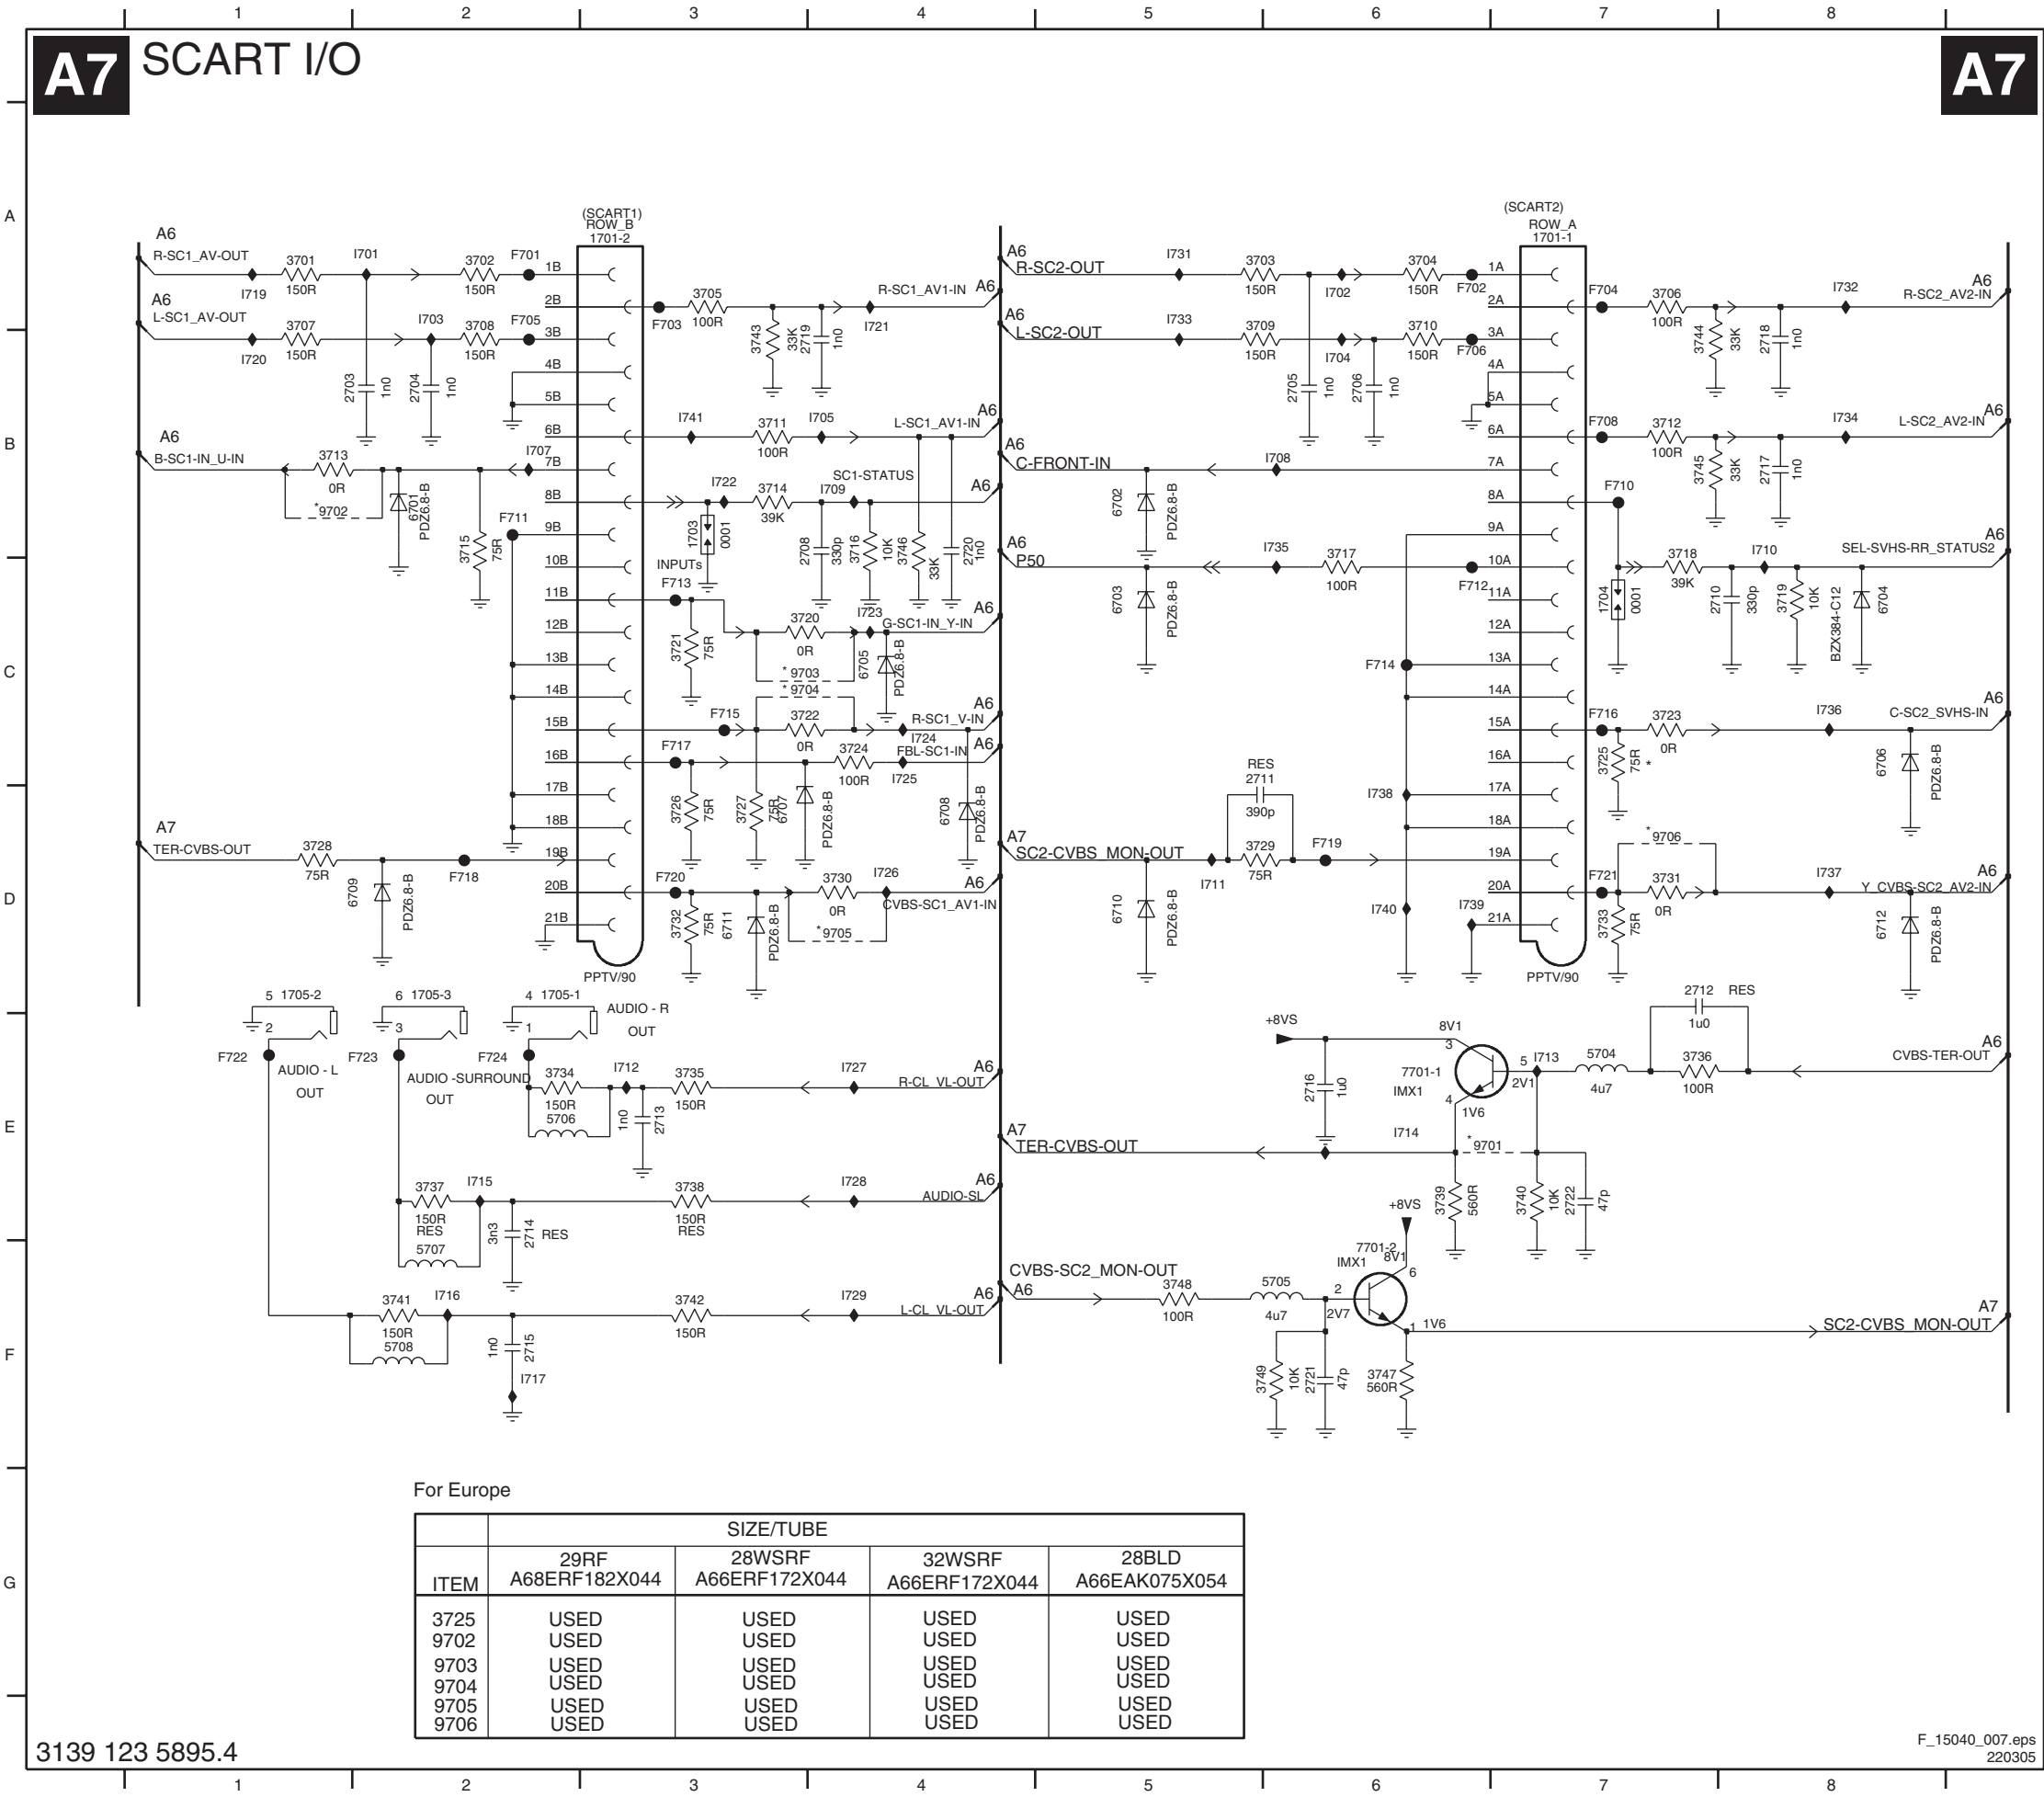 1 2 3 4 5 6 7 8
A7 SCART I/O A7
A
B
C
D
E
F
G
(SCART1)
ROW_B
1701-2
A6
R-SC1_AV-OUT
I719
3701
150R
I701
3702
150R
F701
1B
A6
L-SC1_AV-OUT
I720
3707
150R
I703
3708
150R
F705
3B
2703
1n0
2704
1n0
2B
F703
3705
100R
3743
33K
2719
1n0
I721
R-SC1_AV1-IN
A6
4B
5B
6B
I741
3711
100R
I705
L-SC1_AV1-IN
A6
A6
B-SC1-IN_U-IN
3713
0R
*9702
6701
PDZ6.8-B
3715
75R
I707
7B
8B
1703
0001
I722
3714
39K
I709
SC1-STATUS
A6
2708
330p
3716
10K
3746
33K
2720
1n0
F711
9B
10B
INPUTs
F713
11B
3721
75R
12B
3720
0R
I723
G-SC1-IN_Y-IN
A6
* 9703
* 9704
6705
PDZ6.8-B
13B
14B
15B
F715
3722
0R
R-SC1_V-IN
I724
A6
16B
F717
3724
100R
FBL-SC1-IN
I725
A6
17B
3726
75R
3727
75R
6707
PDZ6.8-B
6708
PDZ6.8-B
18B
A7
TER-CVBS-OUT
3728
75R
6709
PDZ6.8-B
F718
19B
20B
F720
3732
75R
6711
PDZ6.8-B
3730
0R
*9705
I726
CVBS-SC1_AV1-IN
A6
21B
PPTV/90
(SCART2)
ROW_A
1701-1
A6
R-SC2-OUT
I731
3703
150R
I702
3704
150R
F702
1A
A6
L-SC2-OUT
I733
3709
150R
I704
3710
150R
F706
3A
2705
1n0
2706
1n0
2A
F704
3706
100R
3744
33K
2718
1n0
I732
R-SC2_AV2-IN
A6
4A
5A
6A
F708
3712
100R
3745
33K
2717
1n0
I734
L-SC2_AV2-IN
A6
A6
C-FRONT-IN
6702
PDZ6.8-B
I708
7A
8A
F710
9A
A6
P50
6703
PDZ6.8-B
I735
3717
100R
F712
10A
1704
0001
3718
39K
I710
2710
330p
3719
10K
BZX384-C12
6704
SEL-SVHS-RR_STATUS2
A6
11A
12A
F714
13A
14A
15A
F716
3723
0R
3725
75R
*
I736
6706
PDZ6.8-B
C-SC2_SVHS-IN
A6
16A
I738
17A
18A
A7
SC2-CVBS_MON-OUT
6710
PDZ6.8-B
I711
RES
2711
390p
3729
75R
F719
19A
*9706
20A
F721
3731
0R
3733
75R
I737
6712
PDZ6.8-B
Y_CVBS-SC2_AV2-IN
A6
I740
I739
21A
PPTV/90
5 1705-2
2
F722
AUDIO - L
OUT
6 1705-3
3
F723
AUDIO -SURROUND
OUT
4 1705-1
1
F724
AUDIO - R
OUT
3734
150R
5706
I712
1n0
2713
3735
150R
I727
R-CL_VL-OUT
A6
3737
150R
RES
5707
I715
3n3
2714
RES
3738
150R
RES
I728
AUDIO-SL
A6
3741
150R
5708
I716
1n0
2715
I717
3742
150R
I729
L-CL_VL-OUT
A6
+8VS
2716
1u0
8V1
3
7701-1
IMX1
4
1V6
5
2V1
I713
5704
4u7
2712
RES
1u0
3736
100R
CVBS-TER-OUT
A6
A7
TER-CVBS-OUT
I714
*9701
3739
560R
3740
10K
2722
47p
+8VS
7701-2
IMX1
8V1
6
CVBS-SC2_MON-OUT
A6
3748
100R
5705
4u7
2
2V7
1
1V6
3749
10K
2721
47p
3747
560R
A7
SC2-CVBS_MON-OUT
For Europe
SIZE/TUBE
ITEM
29RF
A68ERF182X044
28WSRF
A66ERF172X044
32WSRF
A66ERF172X044
28BLD
A66EAK075X054
3725 USED USED USED USED
9702 USED USED USED USED
9703 USED USED USED USED
9704 USED USED USED USED
9705 USED USED USED USED
9706 USED USED USED USED
3139 123 5895.4
F_15040_007.eps
220305
1 2 3 4 5 6 7 8